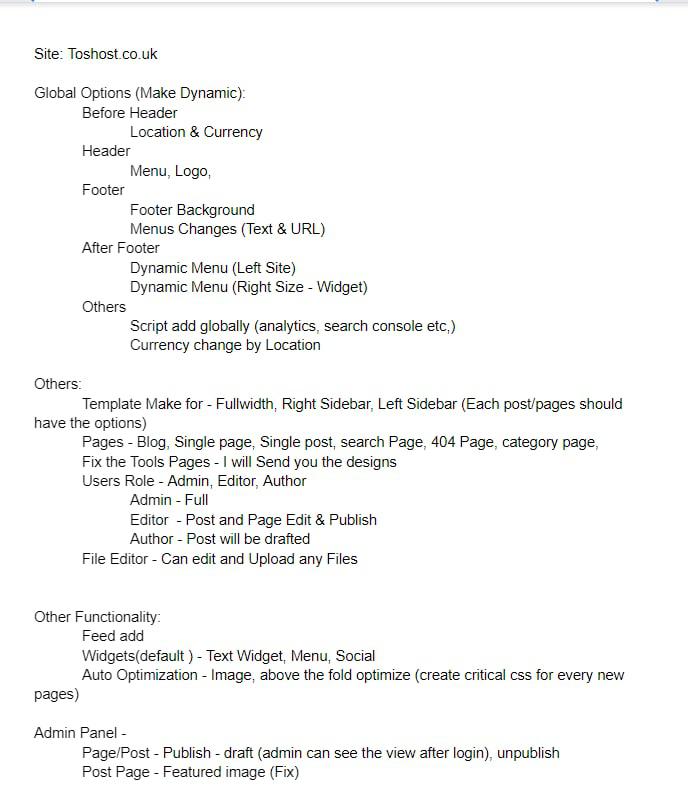 Site: Toshost.co.uk
Global Options (Make Dynamic):
Before Header
Location & Currency
Header
Menu, Logo,
Footer
Footer Background
Menus Changes (Text & URL)
After Footer
Dynamic Menu (Left Site)
Dynamic Menu (Right Size - Widget)
Others
Script add globally (analytics, search console etc,)
Currency change by Location
Others:
Template Make for - Fullwidth, Right Sidebar, Left Sidebar (Each post/pages should
have the options)
Pages - Blog, Single page, Single post, search Page, 404 Page, category page,
Fix the Tools Pages - I will Send you the designs
Users Role - Admin, Editor, Author
Admin - Full
Editor - Post and Page Edit & Publish
Author - Post will be drafted
File Editor - Can edit and Upload any Files
Other Functionality:
Feed add
Widgets(default ) - Text Widget, Menu, Social
Auto Optimization - Image, above the fold optimize (create critical css for every new
pages)
Admin Panel -
Page/Post - Publish - draft (admin can see the view after login), unpublish
Post Page - Featured image (Fix)